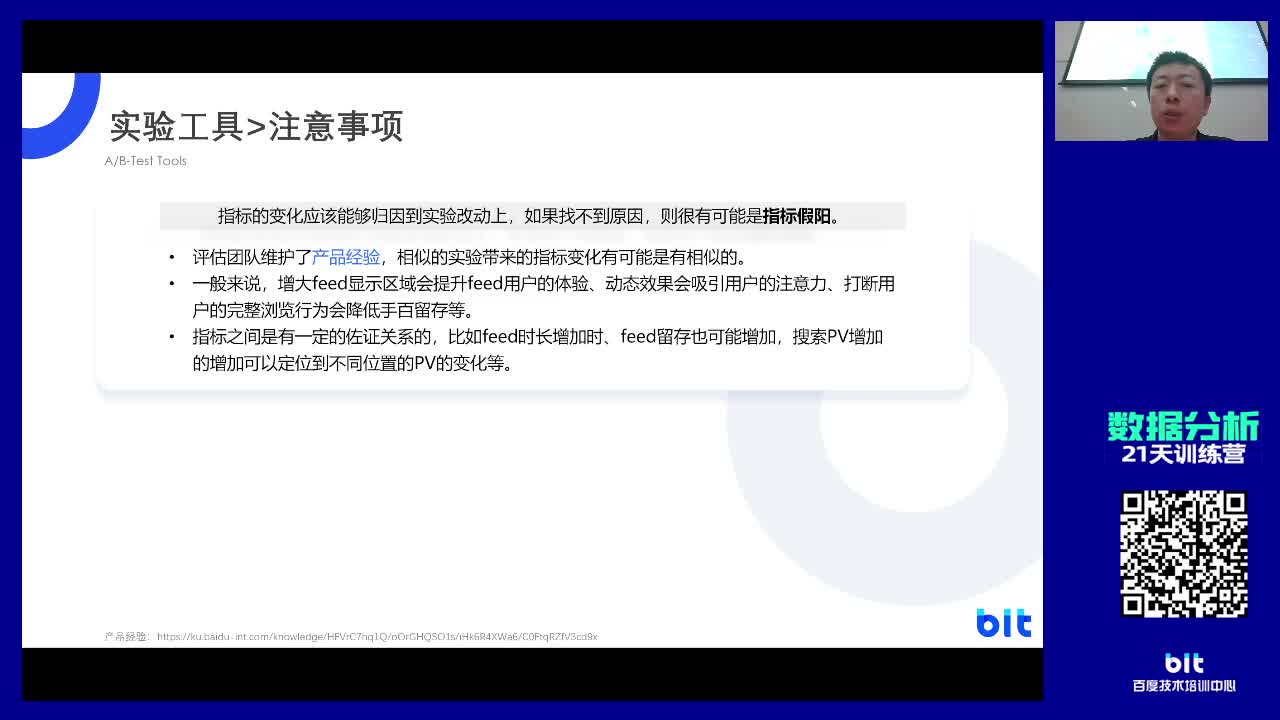 实验工具>注意事项
A/B-Test Tools
指标的变化应该能够归因到实验改动上，如果找不到原因，则很有可能是指标假阳。
• 评估团队维护了产品经验，相似的实验带来的指标变化有可能是有相似的。
• 一般来说，增大feed显示区域会提升feed用户的体验、动态效果会吸引用户的注意力、打断用
户的完整浏览行为会降低手百留存等。
• 指标之间是有一定的佐证关系的，比如feed时长增加时、feed留存也可能增加，搜索PV增加
的增加可以定位到不同位置的PV的变化等。
产品经验：
bit
数据分析
21天训练营
bit
百度技术培训中心